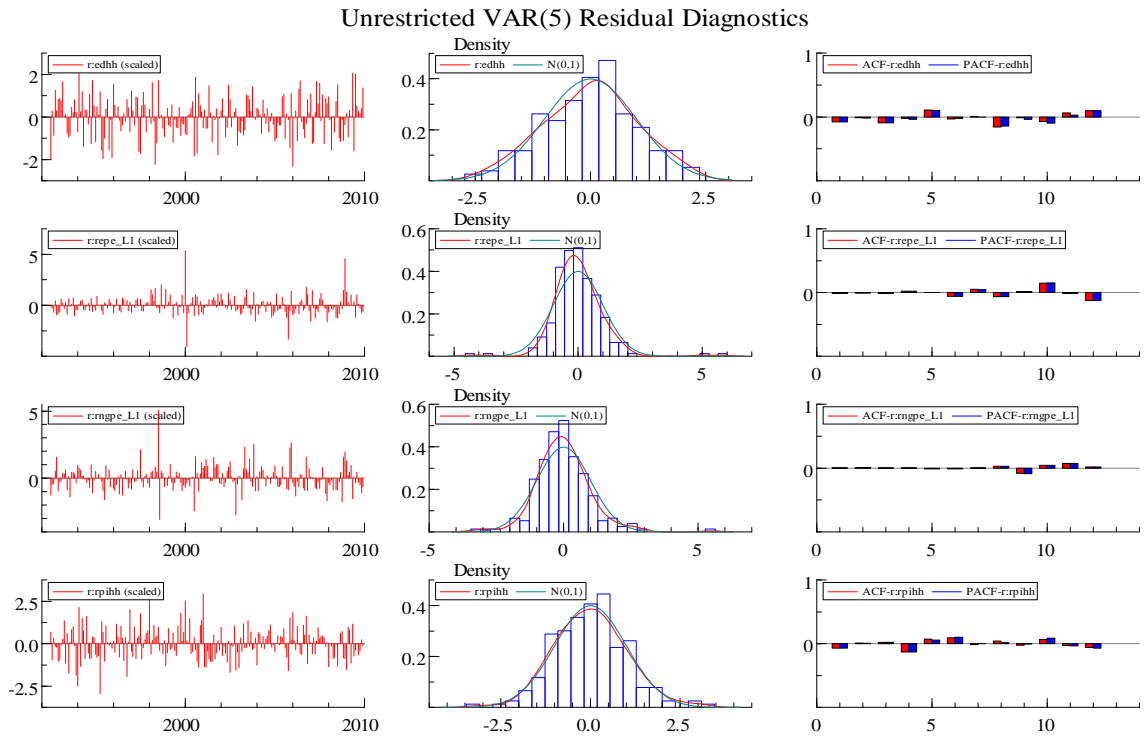 Unrestricted VAR(5) Residual Diagnostics
r:edhh (scaled)
2
0
-2
2000
2010
Density
r:edhh
N(0,1)
0.4
0.2
-2.5
0.0
2.5
ACF-r:edhh
PACF-r:edhh
1
0
0
5
10
r:repe_L1 (scaled)
5
0
2000
2010
Density
r:repe_L1
N(0,1)
0.6
0.4
0.2
-5
0
5
ACF-r:repe_L1
PACF-r:repe_L1
1
0
0
5
10
r:rngpe_L1 (scaled)
5
0
2000
2010
Density
r:rngpe_L1
N(0,1)
0.6
0.4
0.2
-5
0
5
ACF-r:rngpe_L1
PACF-r:rngpe_L1
1
0
0
5
10
r:rpihh (scaled)
2.5
0.0
-2.5
2000
2010
Density
r:rpihh
N(0,1)
0.4
0.2
-2.5
0.0
2.5
ACF-r:rpihh
PACF-r:rpihh
1
0
0
5
10